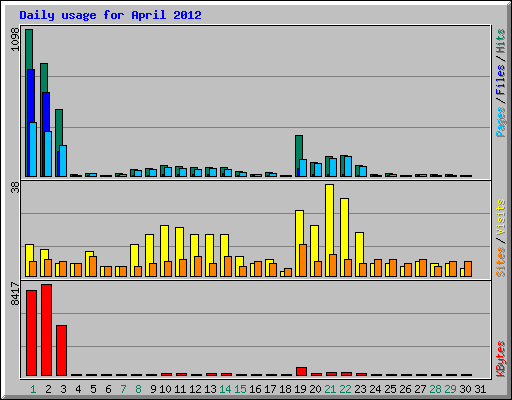 Daily usage for April 2012
1098
Pages / Files / Hits
38
Sites / Visits
8417
KBytes
1 2 3 4 5 6 7 8 9 10 11 12 13 14 15 16 17 18 19 20 21 22 23 24 25 26 27 28 29 30 31